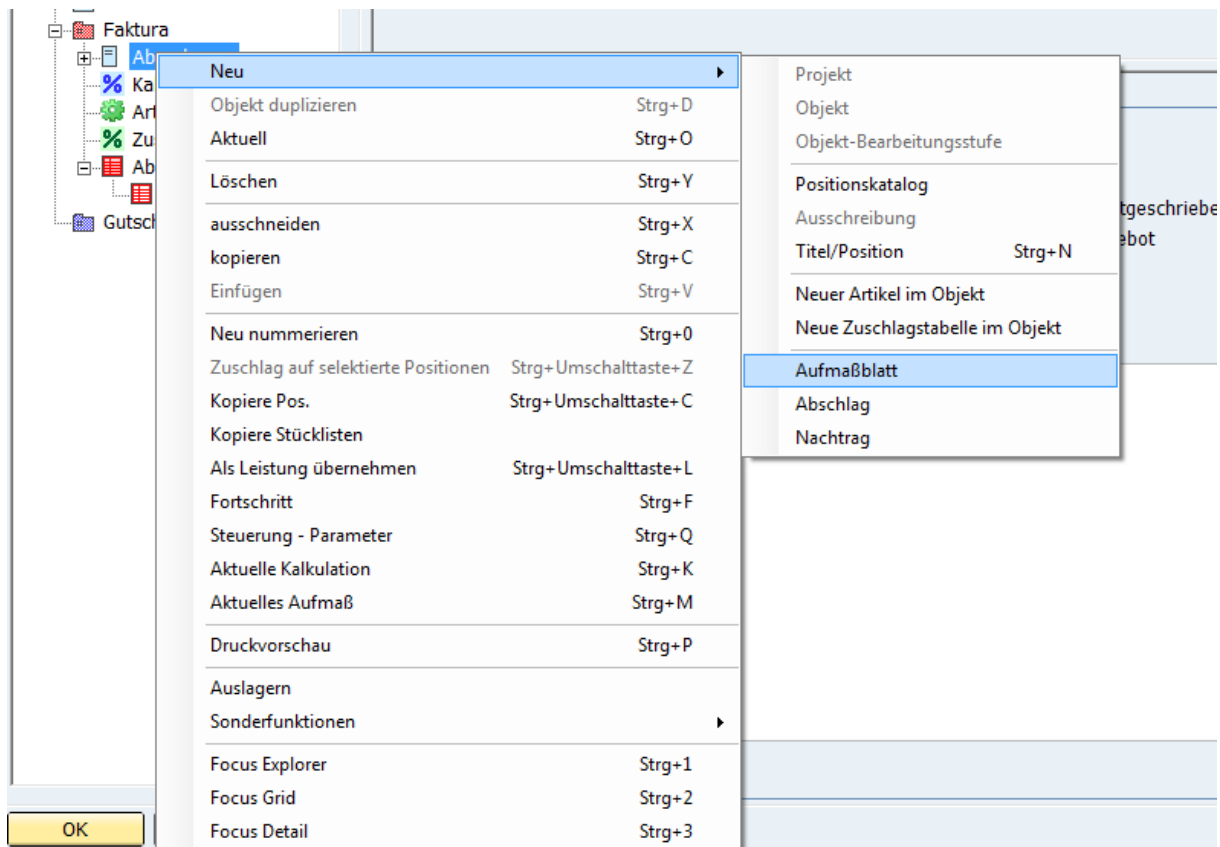 Faktura
Neu
Objekt duplizieren Strg+D
Aktuell Strg+O
Löschen Strg+Y
ausschneiden Strg+X
kopieren Strg+C
Einfügen Strg+V
Neu nummerieren Strg+0
Zuschlag auf selektierte Positionen Strg+Umschalttaste+Z
Kopiere Pos. Strg+Umschalttaste+C
Kopiere Stücklisten
Als Leistung übernehmen Strg+Umschalttaste+L
Fortschritt Strg+F
Steuerung - Parameter Strg+Q
Aktuelle Kalkulation Strg+K
Aktuelles Aufmaß Strg+M
Druckvorschau Strg+P
Auslagern
Sonderfunktionen
Focus Explorer Strg+1
Focus Grid Strg+2
Focus Detail Strg+3
Projekt
Objekt
Objekt-Bearbeitungsstufe
Positionskatalog
Ausschreibung
Titel/Position Strg+N
Neuer Artikel im Objekt
Neue Zuschlagstabelle im Objekt
Aufmaßblatt
Abschlag
Nachtrag
tgeschriebe
ebot
Ka
Art
Zu
Ab
Gutsch
OK